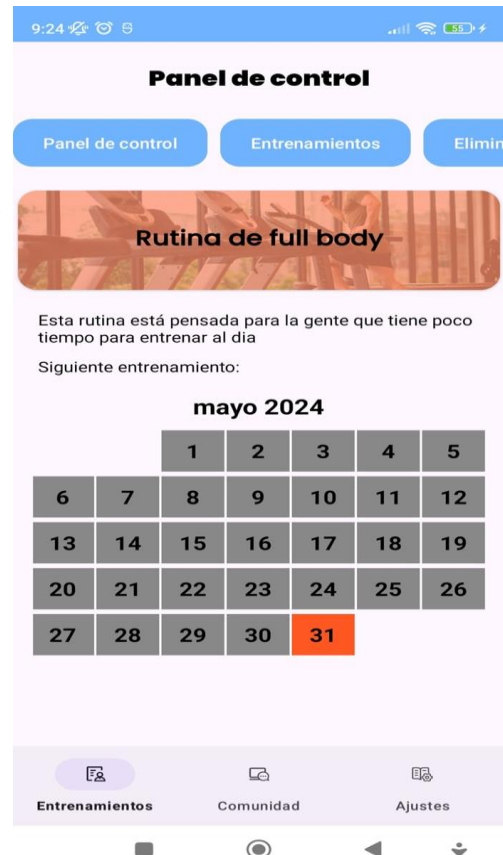 9:24
55
Panel de control
Panel de control Entrenamientos Elimin
Rutina de full body
Esta rutina está pensada para la gente que tiene poco
tiempo para entrenar al dia
Siguiente entrenamiento:
mayo 2024
1 2 3 4 5
6 7 8 9 10 11 12
13 14 15 16 17 18 19
20 21 22 23 24 25 26
27 28 29 30 31
Entrenamientos Comunidad Ajustes